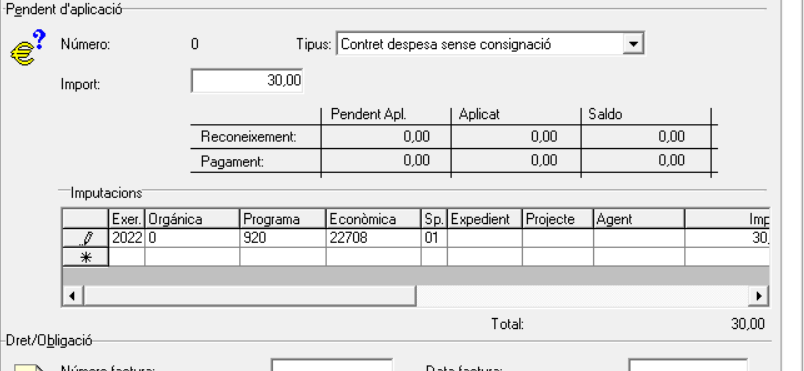 Pendent d'aplicació
Número: 0 Tipus: Contret despesa sense consignació
Import: 30,00
Pendent Apl. Aplicat Saldo
Reconeixement: 0,00 0,00 0,00
Pagament: 0,00 0,00 0,00
Imputacions
Exer. Orgánica Programa Econòmica Sp. Expedient Projecte Agent Imp
2022 0 920 22708 01 30,
Total: 30,00
Dret/Obligació
Número factura: Data factura: